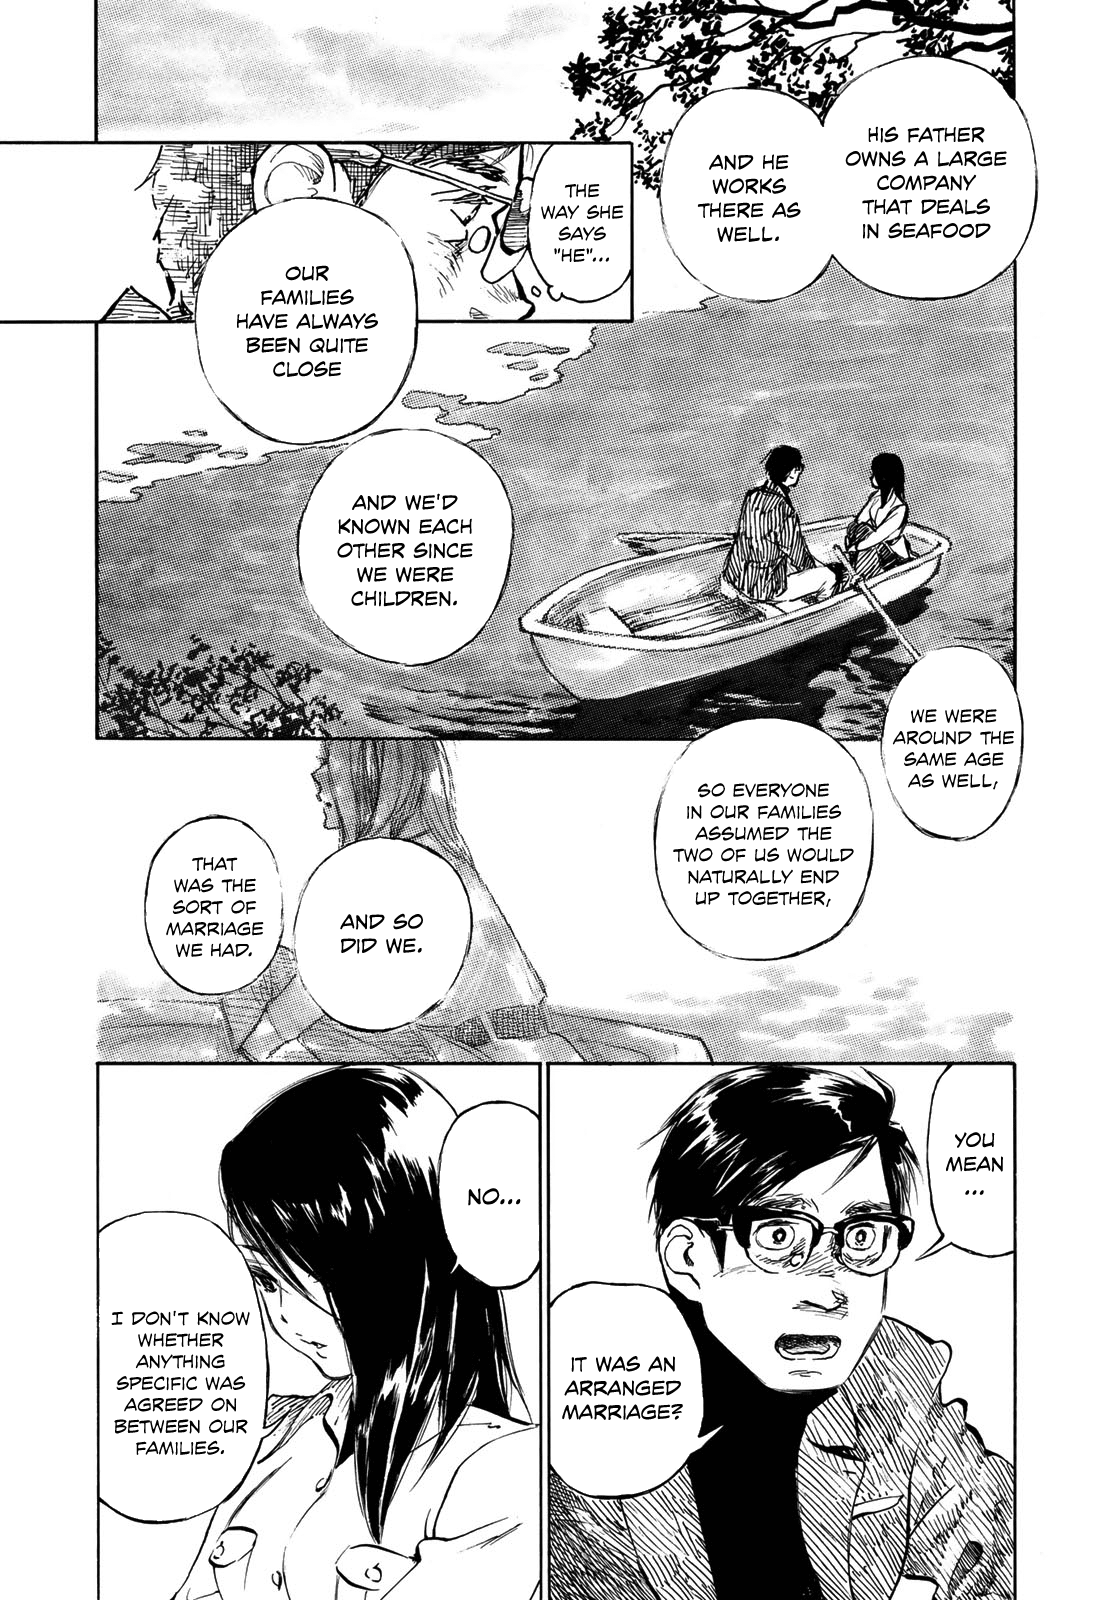 HIS FATHER
OWNS A LARGE
COMPANY
THAT DEALS
IN SEAFOOD
AND HE
WORKS
THERE AS
WELL.
THE
WAY SHE
SAYS
"HE"...
OUR
FAMILIES
HAVE ALWAYS
BEEN QUITE
CLOSE
AND WE'D
KNOWN EACH
OTHER SINCE
WE WERE
CHILDREN.
WE WERE
AROUND THE
SAME AGE
AS WELL,
SO EVERYONE
IN OUR FAMILIES
ASSUMED THE
TWO OF US WOULD
NATURALLY END
UP TOGETHER,
AND SO
DID WE.
THAT
WAS THE
SORT OF
MARRIAGE
WE HAD.
YOU
MEAN
...
IT WAS AN
ARRANGED
MARRIAGE?
NO...
I DON'T KNOW
WHETHER
ANYTHING
SPECIFIC WAS
AGREED ON
BETWEEN OUR
FAMILIES.